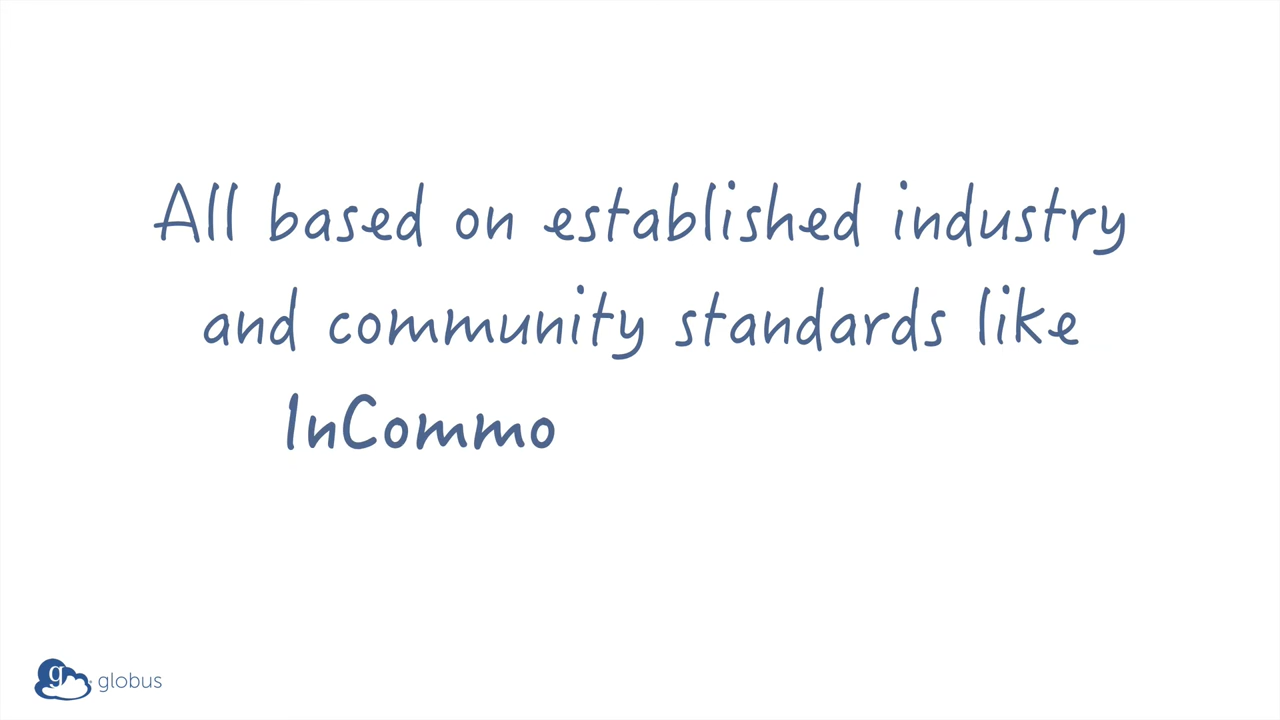 All based on established industry
and community standards like
InCommo
globus